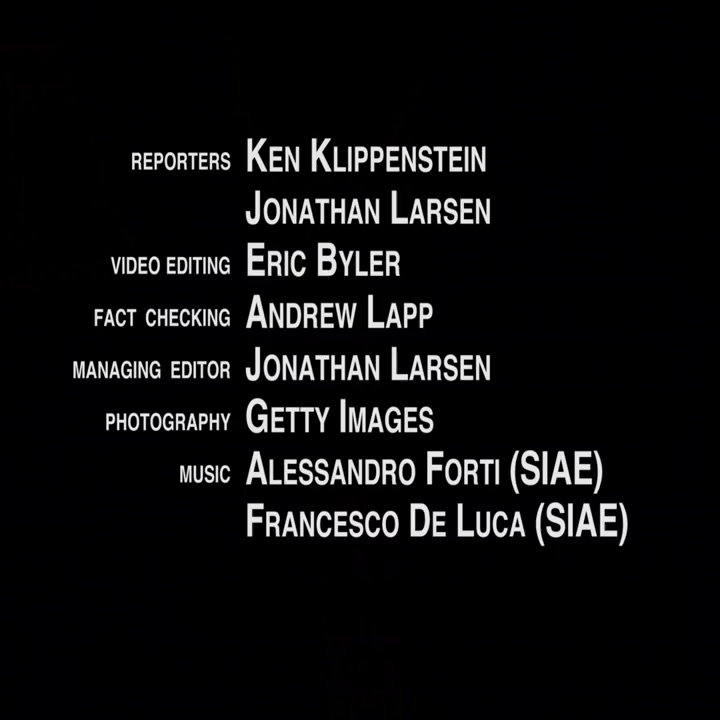 REPORTERS KEN KLIPPENSTEIN
JONATHAN LARSEN
VIDEO EDITING ERIC BYLER
FACT CHECKING ANDREW LAPP
MANAGING EDITOR JONATHAN LARSEN
PHOTOGRAPHY GETTY IMAGES
MUSIC ALESSANDRO FORTI (SIAE)
FRANCESCO DE LUCA (SIAE)